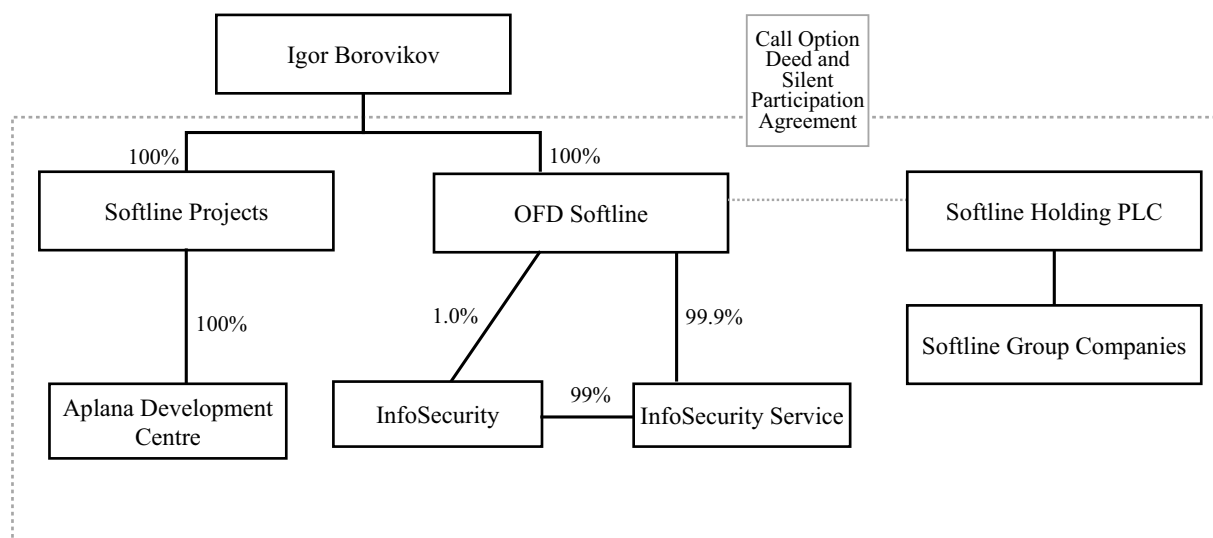 Igor Borovikov
Call Option
Deed and
Silent
Participation
Agreement
100%
100%
Softline Projects
OFD Softline
Softline Holding PLC
100%
1.0%
99.9%
Softline Group Companies
Aplana Development
Centre
InfoSecurity
99%
InfoSecurity Service